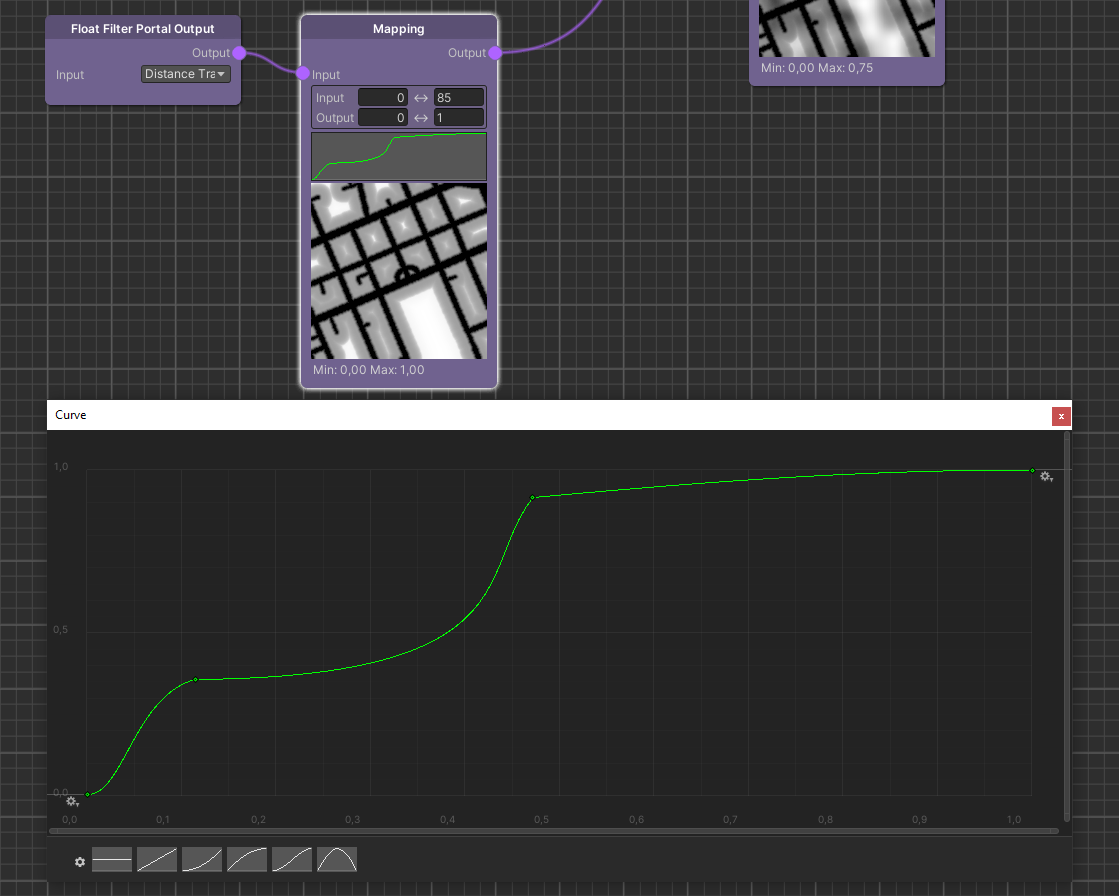 Float Filter Portal Output
Output
Input Distance Tra
Mapping
Output
Input
Input 0 ↔ 85
Output 0 ↔ 1
Min: 0,00 Max: 1,00
Min: 0,00 Max: 0,75
Curve
x
1,0
0,5
0,0
0,0 0,1 0,2 0,3 0,4 0,5 0,6 0,7 0,8 0,9 1,0